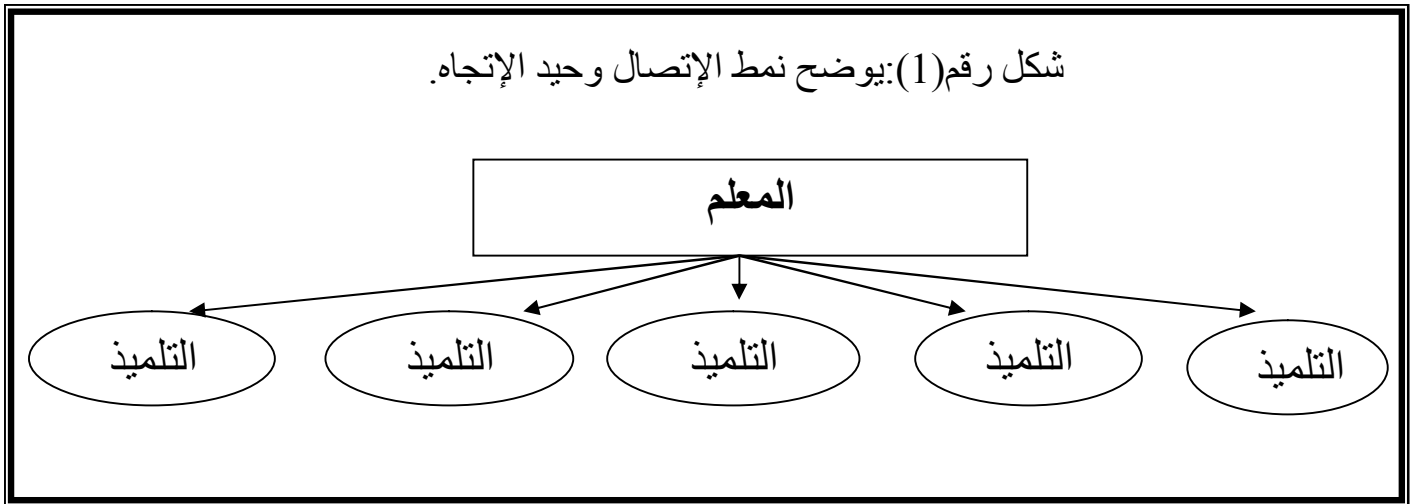 شكل رقم(1):يوضح نمط الإتصال وحيد الإتجاه.
المعلم
التلميذ
التلميذ
التلميذ
التلميذ
التلميذ